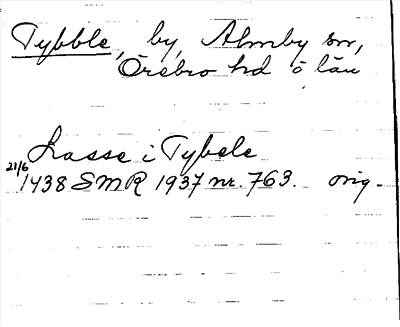 Tybble, by, Almby sn,
Örebro hd ö län
Lasse i Tybele
21/6 1438 SMR 1937 nr. 763. orig.